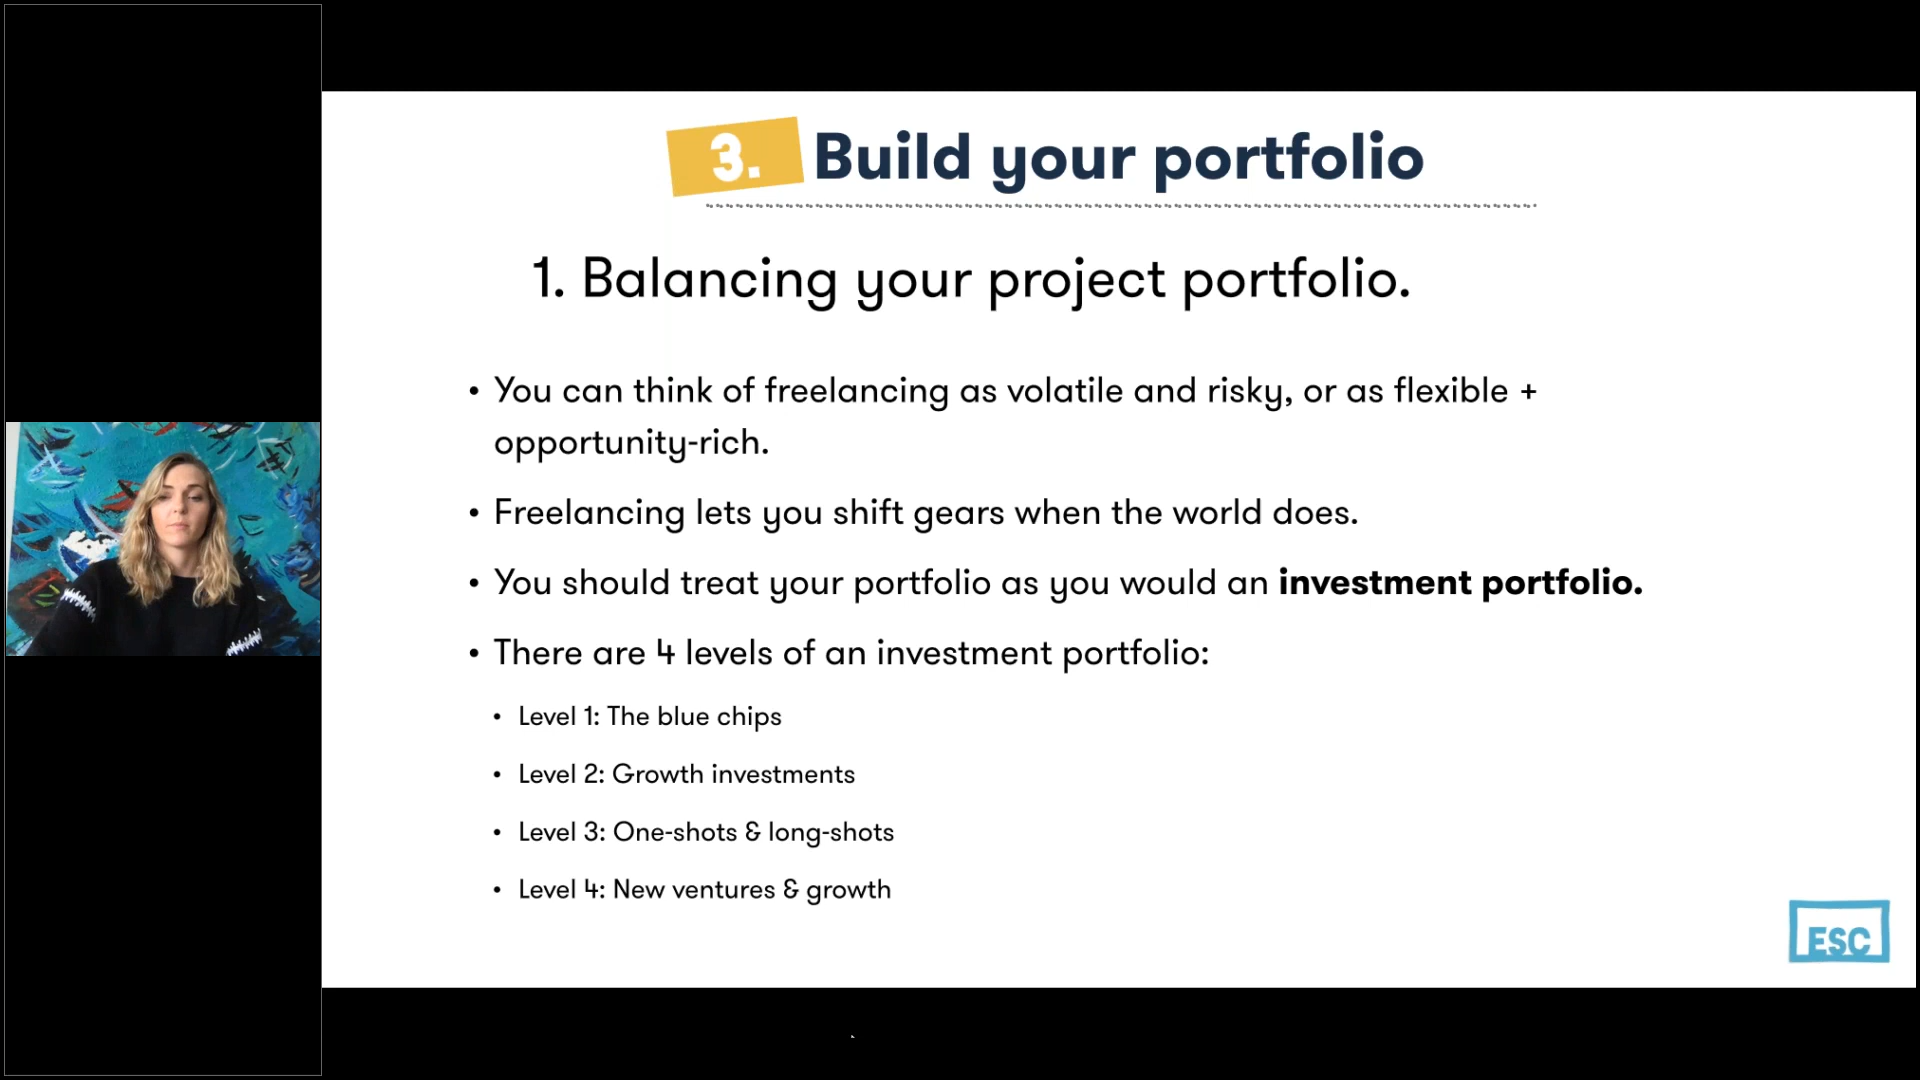 3. Build your portfolio
1. Balancing your project portfolio.
• You can think of freelancing as volatile and risky, or as flexible +
opportunity-rich.
• Freelancing lets you shift gears when the world does.
• You should treat your portfolio as you would an investment portfolio.
• There are 4 levels of an investment portfolio:
• Level 1: The blue chips
• Level 2: Growth investments
• Level 3: One-shots & long-shots
• Level 4: New ventures & growth
ESC